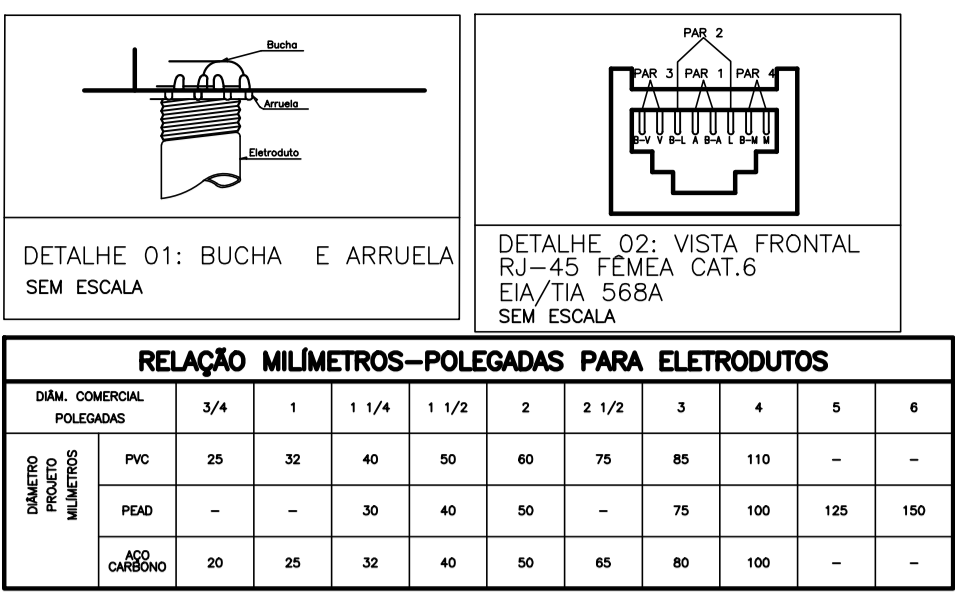 Bucha
Arruela
Eletroduto
DETALHE 01: BUCHA E ARRUELA
SEM ESCALA
PAR 2
PAR 3 PAR 1 PAR 4
B-V V B-L A B-A L B-M M
DETALHE 02: VISTA FRONTAL
RJ-45 FÊMEA CAT.6
EIA/TIA 568A
SEM ESCALA
RELAÇÃO MILÍMETROS-POLEGADAS PARA ELETRODUTOS
DIÂM. COMERCIAL
POLEGADAS
3/4 1 1 1/4 1 1/2 2 2 1/2 3 4 5 6
DIÂMETRO
PROJETO
MILÍMETROS
PVC 25 32 40 50 60 75 85 110 - -
PEAD - - 30 40 50 - 75 100 125 150
AÇO
CARBONO
20 25 32 40 50 65 80 100 - -